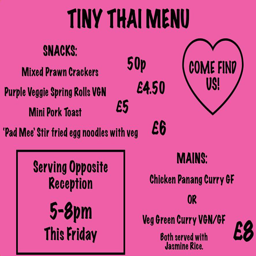 TINY THAI MENU
SNACKS:
Mixed Prawn Crackers 50p
Purple Veggie Spring Rolls VGN £4.50
Mini Pork Toast £5
'Pad Mee' Stir fried egg noodles with veg £6
COME FIND
US!
Serving Opposite
Reception
5-8pm
This Friday
MAINS:
Chicken Panang Curry GF
OR
Veg Green Curry VGN/GF
£8
Both served with
Jasmine Rice.